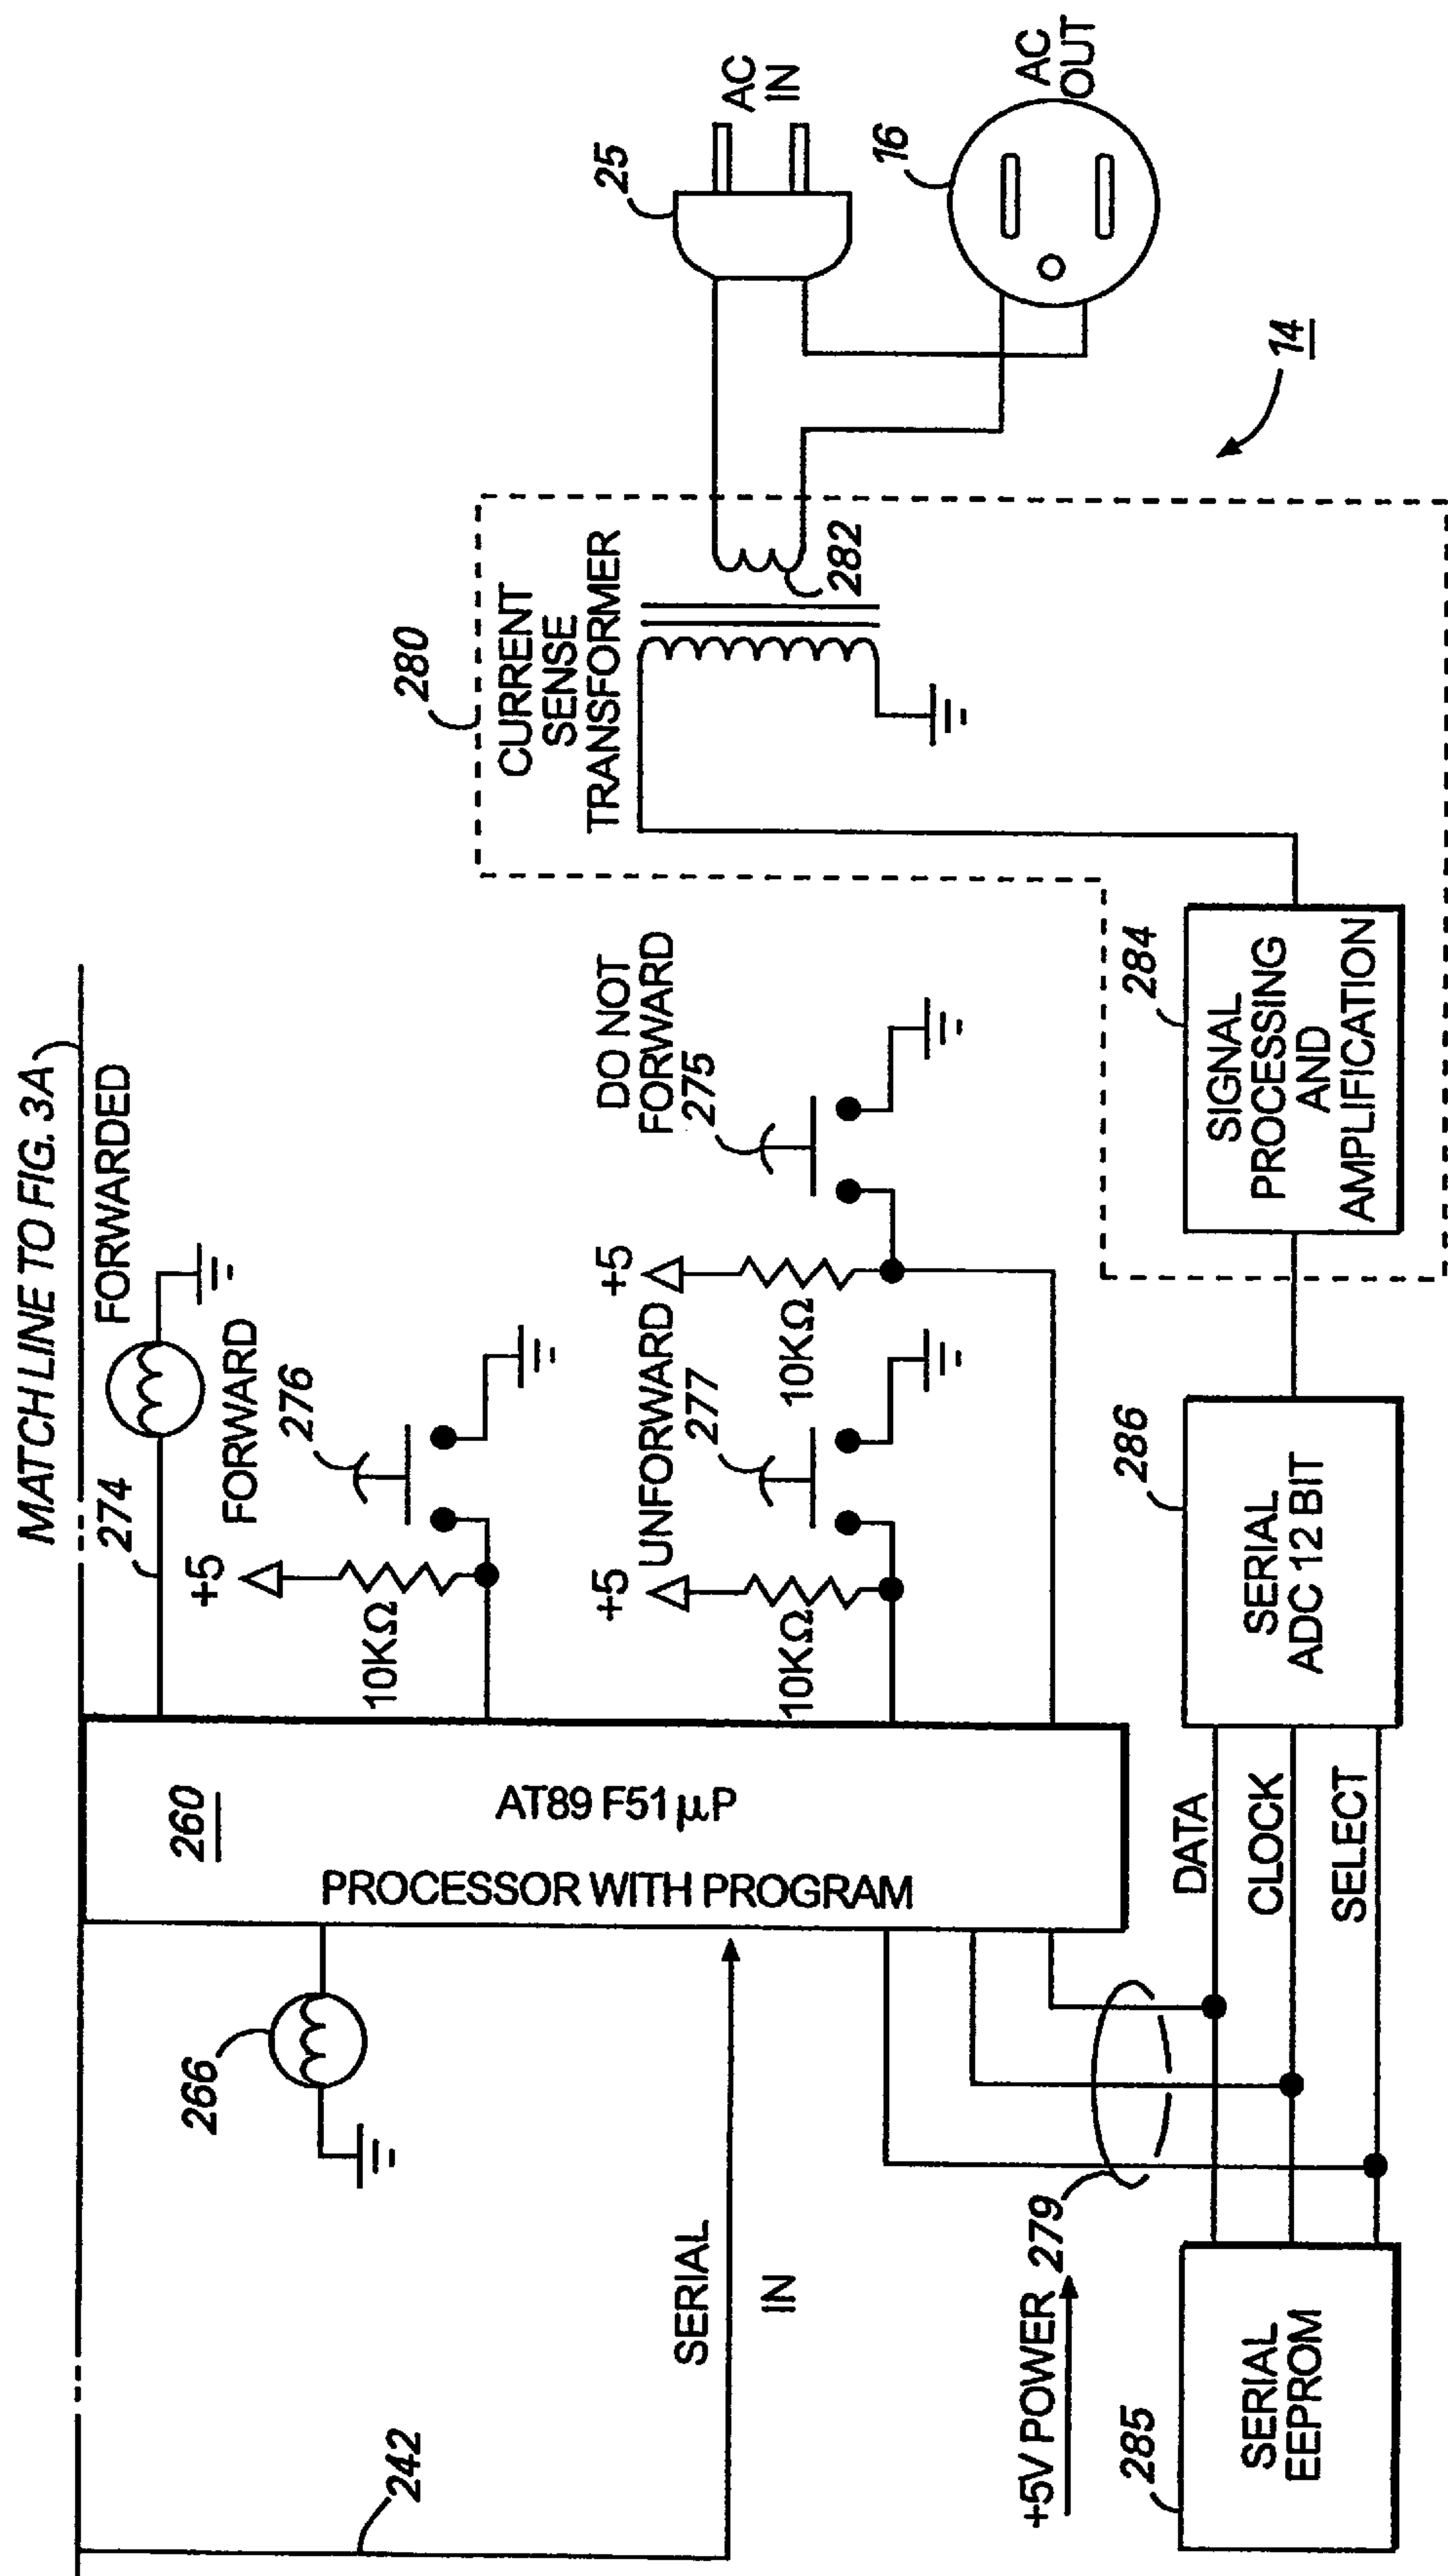 MATCH LINE TO FIG. 3A
274
FORWARDED
+5
FORWARD
276
10KΩ
260
AT89 F51 μP
PROCESSOR WITH PROGRAM
266
242
SERIAL
IN
+5
UNFORWARD
277
10KΩ
+5
DO NOT
FORWARD
275
10KΩ
280
CURRENT
SENSE
TRANSFORMER
282
25
AC
IN
16
AC
OUT
14
+5V POWER
279
285
SERIAL
EEPROM
DATA
CLOCK
SELECT
286
SERIAL
ADC 12 BIT
284
SIGNAL
PROCESSING
AND
AMPLIFICATION